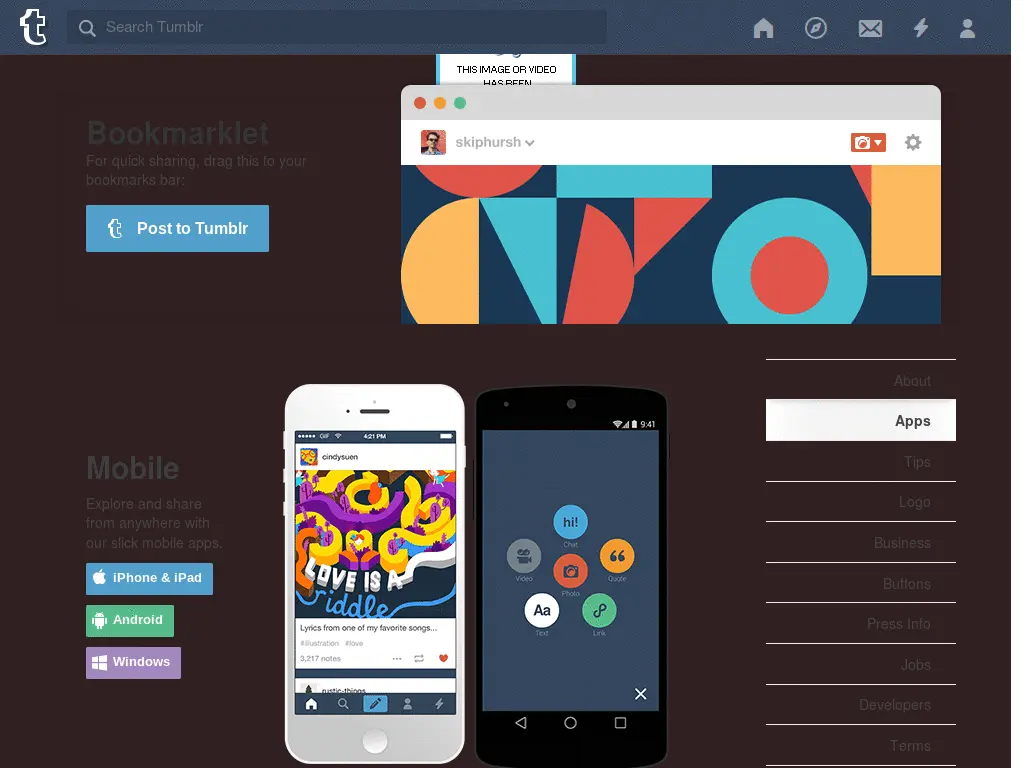 Search Tumblr
THIS IMAGE OR VIDEO
HAS BEEN
Bookmarklet
For quick sharing, drag this to your
bookmarks bar:
Post to Tumblr
skiphursh
Mobile
Explore and share
from anywhere with
our slick mobile apps.
iPhone & iPad
Android
Windows
GIF
4:21 PM
cindysuen
LOVE IS A
riddle
Lyrics from one of my favorite songs...
#illustration #love
3,217 notes
rustic-things
9:41
hi!
Chat
Video
Photo
Quote
Aa
Text
Link
About
Apps
Tips
Logo
Business
Buttons
Press Info
Jobs
Developers
Terms